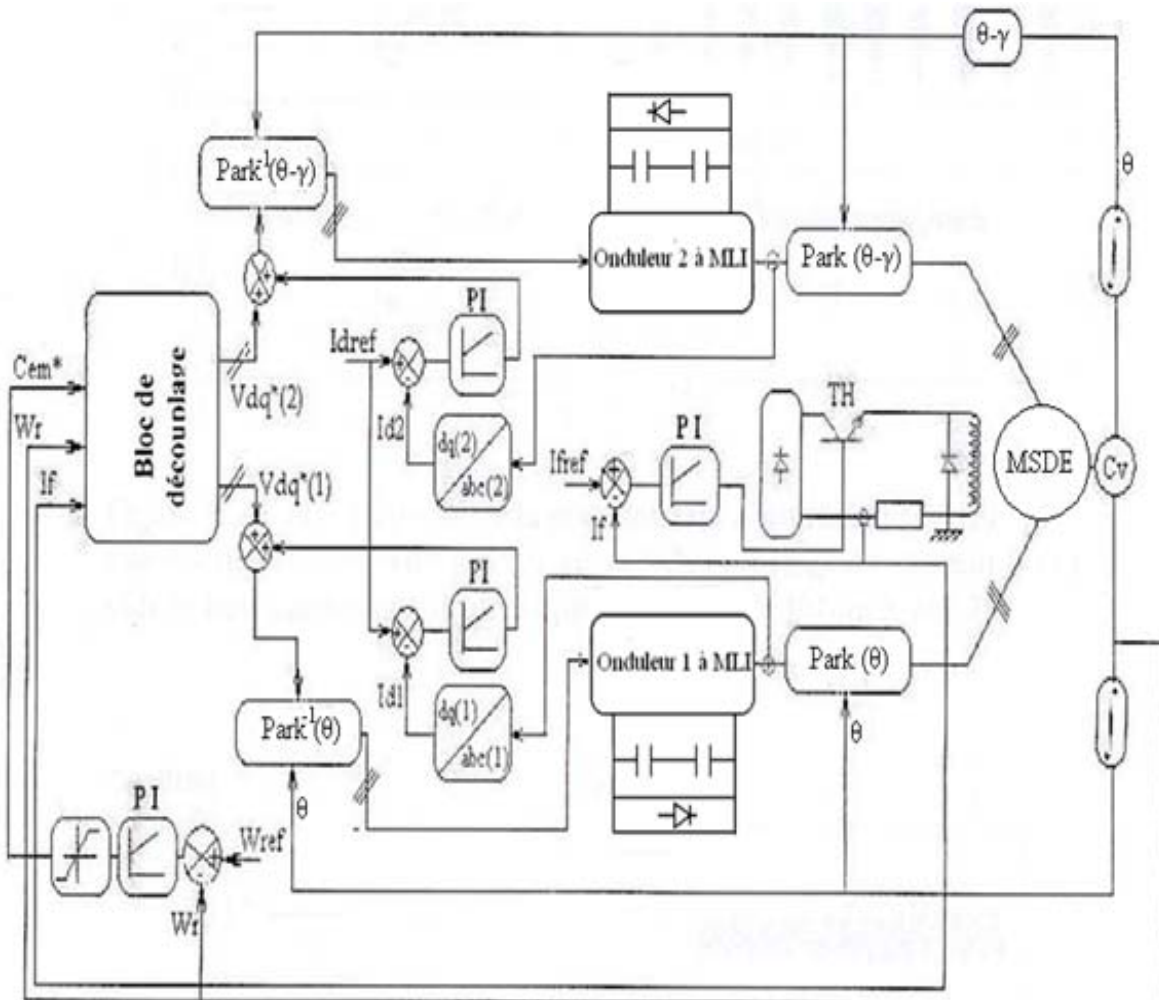 θ-γ
Park⁻¹(θ-γ)
θ
Onduleur 2 à MLI
Park (θ-γ)
PI
Idref
Cem*
Bloc de
décounlage
Vdq*(2)
Id2
dq(2)
abc(2)
TH
PI
Wr
Ifref
MSDE
Cv
If
Vdq*(1)
If
PI
Onduleur 1 à MLI
Park (θ)
Id1
dq(1)
abc(1)
Park⁻¹(θ)
θ
θ
PI
Wref
Wr